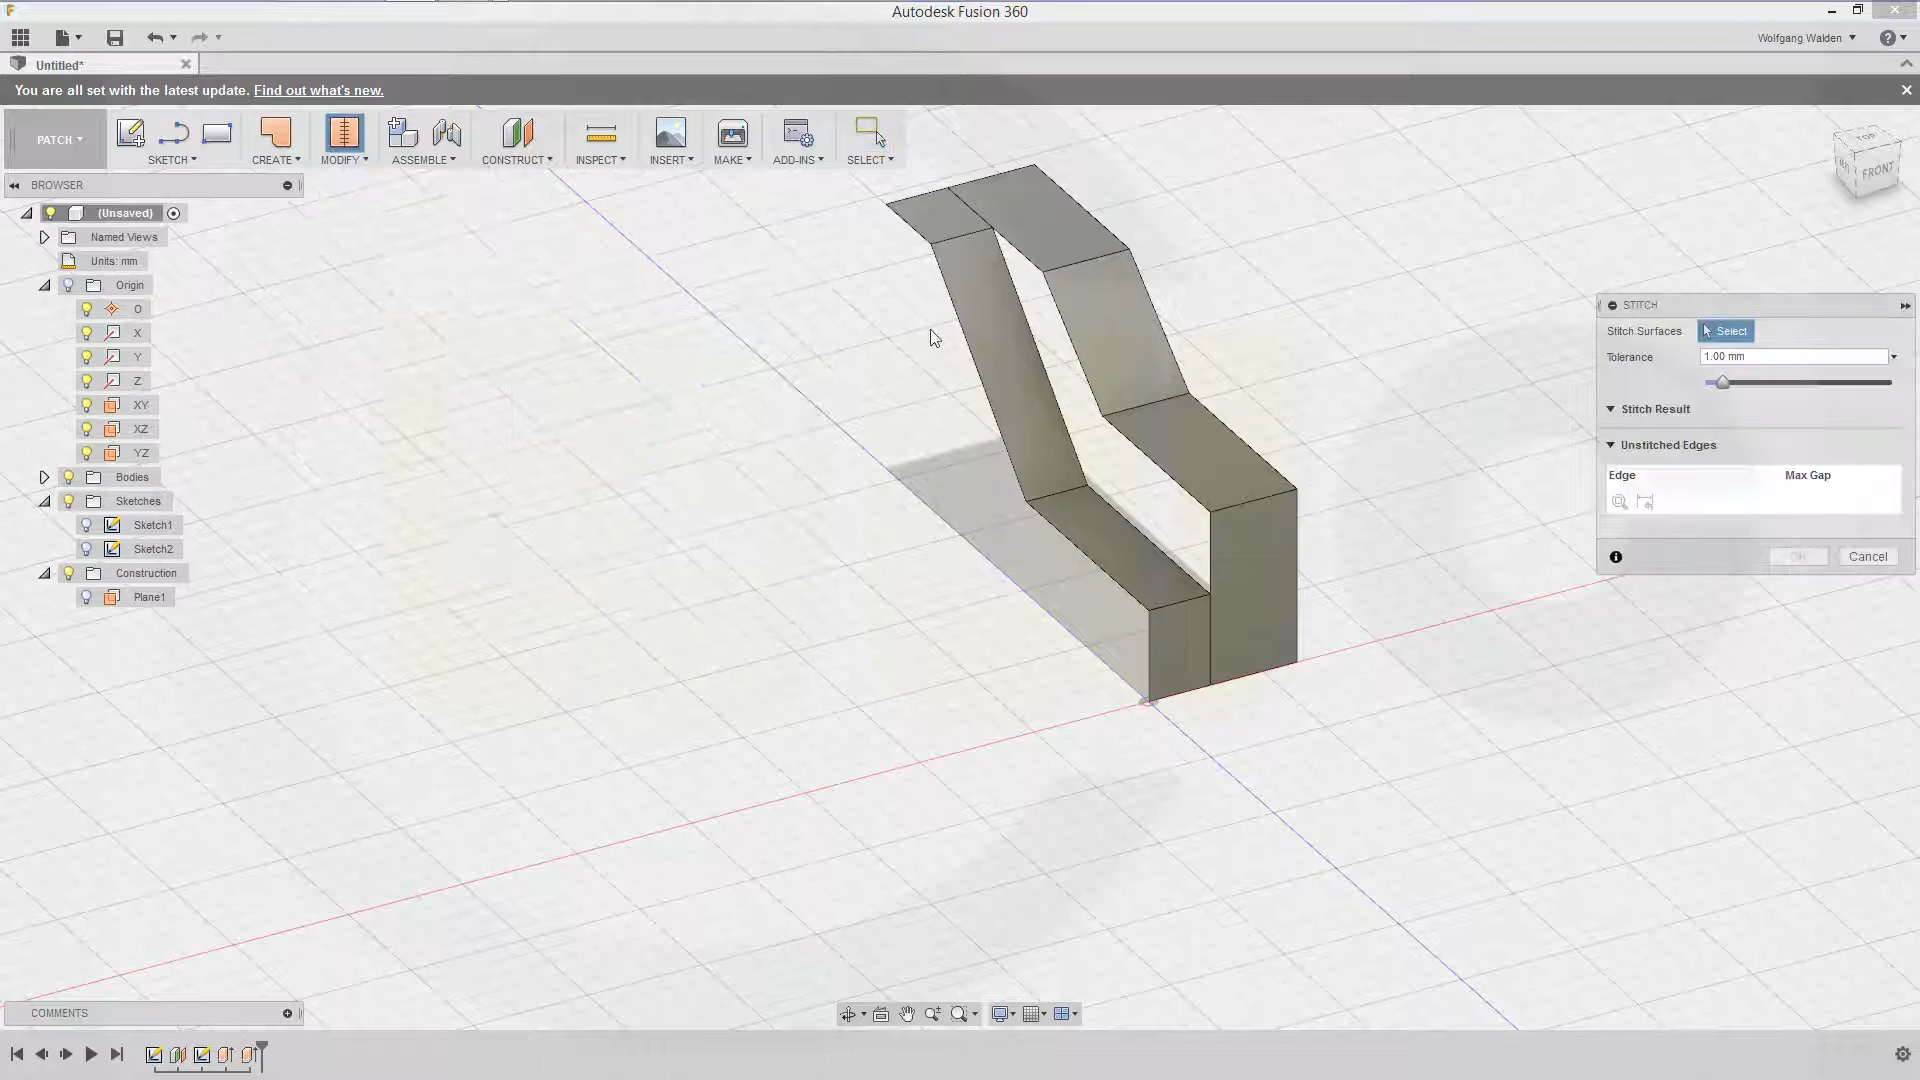 Autodesk Fusion 360
Wolfgang Walden
Untitled*
You are all set with the latest update. Find out what's new.
PATCH
SKETCH
CREATE
MODIFY
ASSEMBLE
CONSTRUCT
INSPECT
INSERT
MAKE
ADD-INS
SELECT
TOP
FRONT
BROWSER
(Unsaved)
Named Views
Units: mm
Origin
O
X
Y
Z
XY
XZ
YZ
Bodies
Sketches
Sketch1
Sketch2
Construction
Plane1
STITCH
Stitch Surfaces
Select
Tolerance
1.00 mm
Stitch Result
Unstitched Edges
Edge
Max Gap
OK
Cancel
COMMENTS